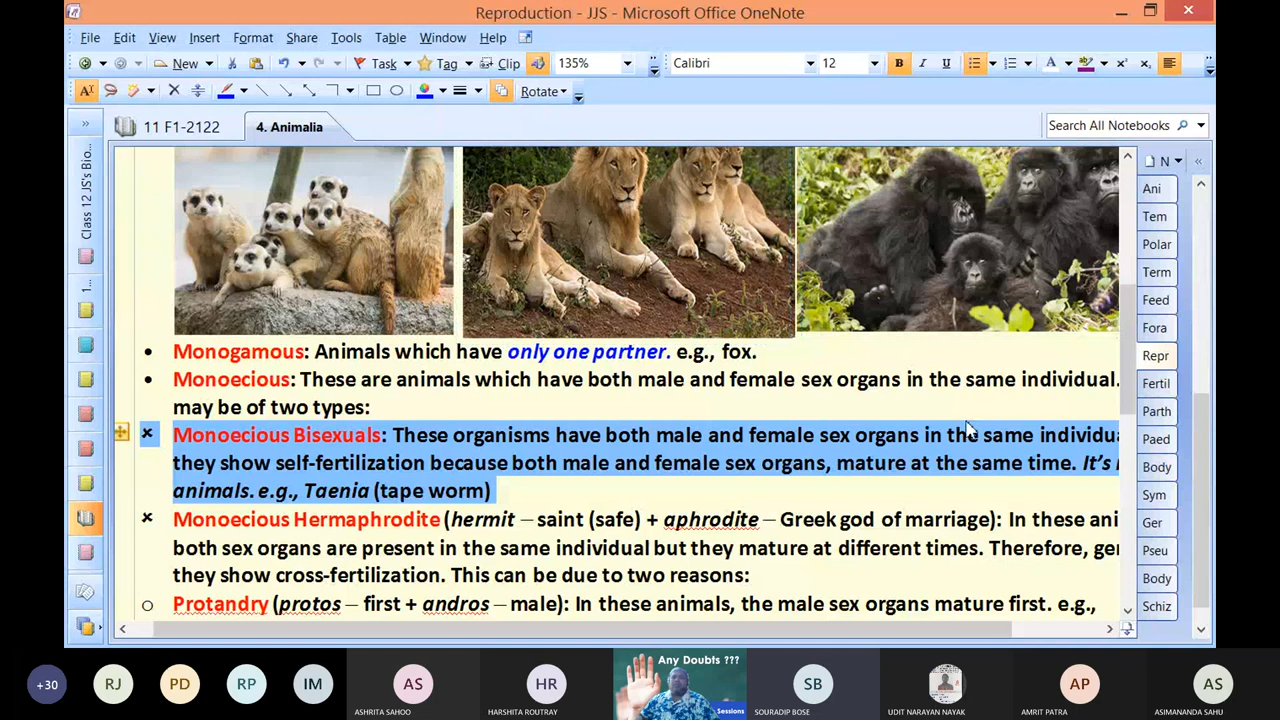 Reproduction - JJS - Microsoft Office OneNote
File Edit View Insert Format Share Tools Table Window Help
New Task Tag Clip 135% Calibri 12 B I U A ab x² x₂
A Rotate
11 F1-2122 4. Animalia Search All Notebooks
Class 12 JJS's Bio...
1...
N
Ani
Tem
Polar
Term
Feed
Fora
Repr
Fertil
Parth
Paed
Body
Sym
Ger
Pseu
Body
Schiz
• Monogamous: Animals which have only one partner. e.g., fox.
• Monoecious: These are animals which have both male and female sex organs in the same individual.
may be of two types:
× Monoecious Bisexuals: These organisms have both male and female sex organs in the same individua
they show self-fertilization because both male and female sex organs, mature at the same time. It's
animals. e.g., Taenia (tape worm)
× Monoecious Hermaphrodite (hermit – saint (safe) + aphrodite – Greek god of marriage): In these ani
both sex organs are present in the same individual but they mature at different times. Therefore, ge
they show cross-fertilization. This can be due to two reasons:
o Protandry (protos – first + andros – male): In these animals, the male sex organs mature first. e.g.,
+30 RJ PD RP IM AS HR Any Doubts ??? SB AP AS
Sessions
ASHRITA SAHOO HARSHITA ROUTRAY SOURADIP BOSE UDIT NARAYAN NAYAK AMRIT PATRA ASIMANANDA SAHU